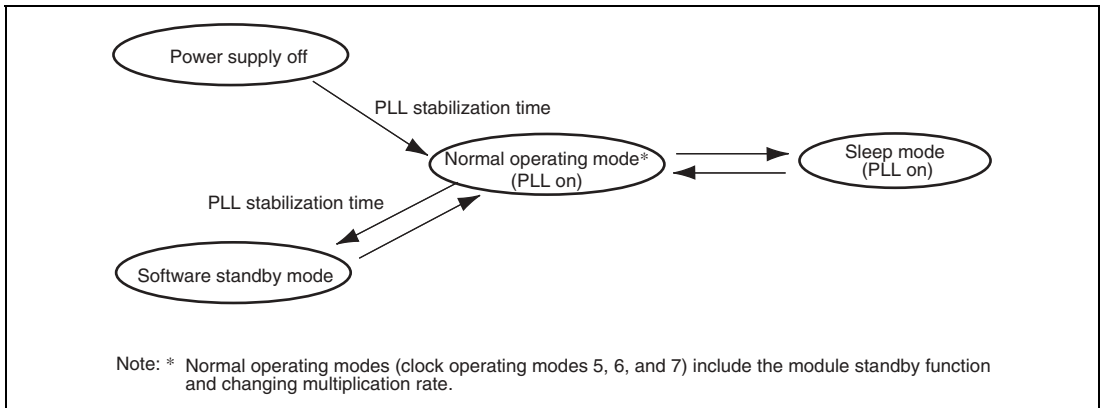 Power supply off
PLL stabilization time
Normal operating mode*
(PLL on)
Sleep mode
(PLL on)
PLL stabilization time
Software standby mode
Note: * Normal operating modes (clock operating modes 5, 6, and 7) include the module standby function
and changing multiplication rate.